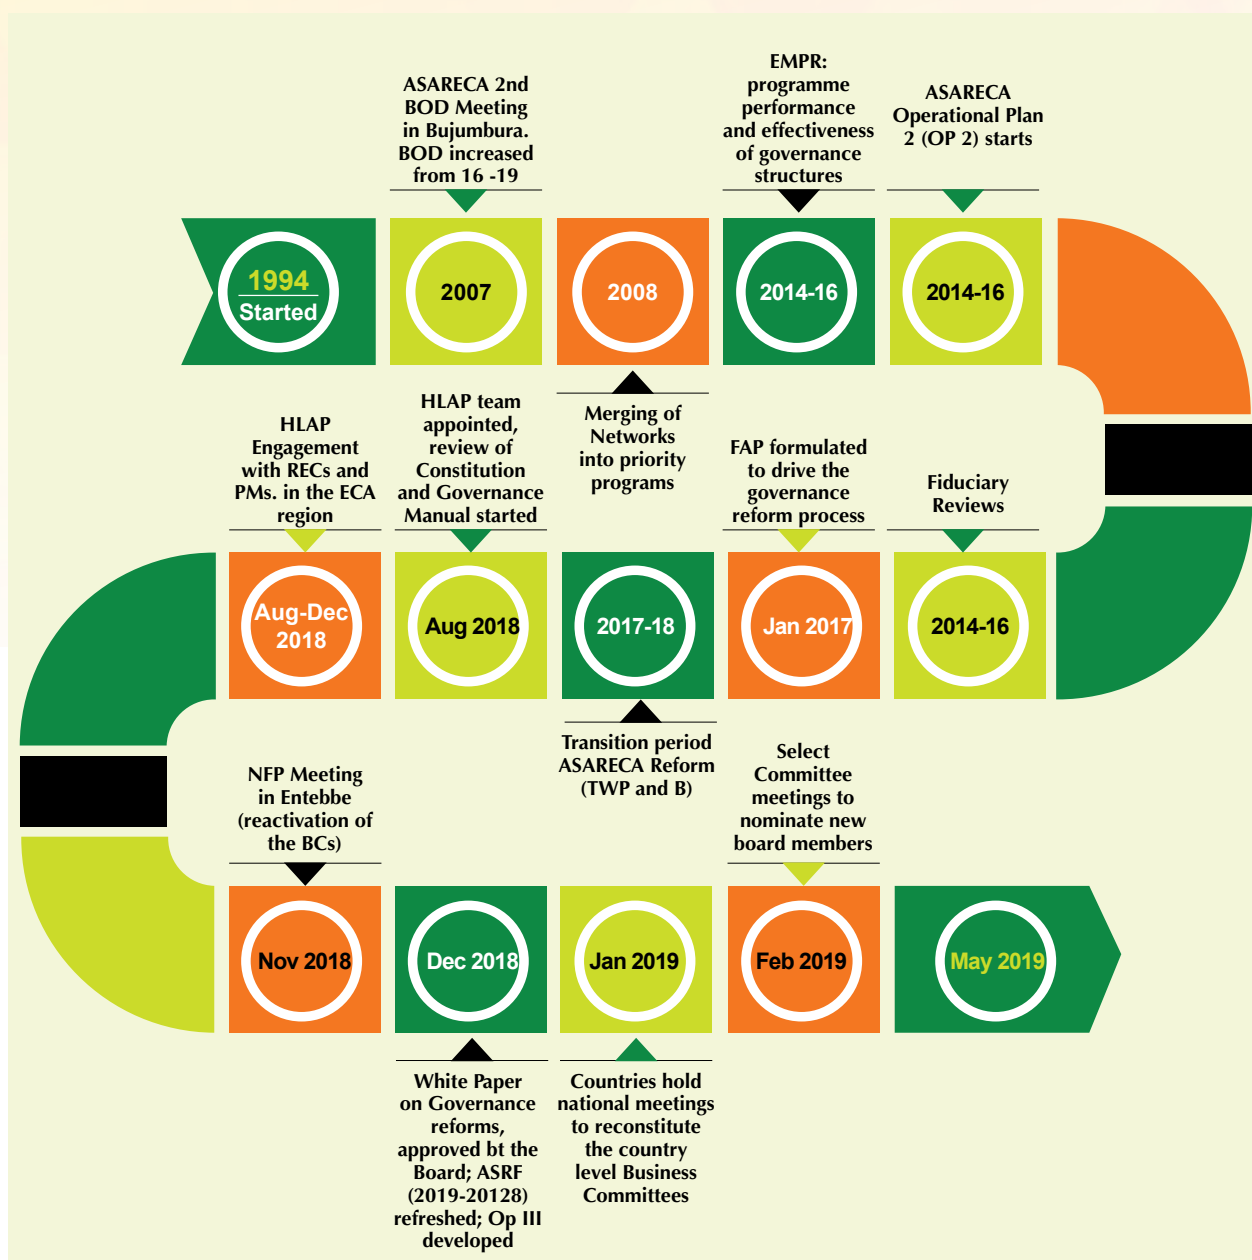 ASARECA 2nd
BOD Meeting
in Bujumbura.
BOD increased
from 16 -19
EMPR:
programme
performance
and effectiveness
of governance
structures
ASARECA
Operational Plan
2 (OP 2) starts
1994
Started
2007
2008
2014-16
2014-16
Merging of
Networks
into priority
programs
HLAP
Engagement
with RECs and
PMs. in the ECA
region
HLAP team
appointed,
review of
Constitution
and Governance
Manual started
FAP formulated
to drive the
governance
reform process
Fiduciary
Reviews
Aug-Dec
2018
Aug 2018
2017-18
Jan 2017
2014-16
Transition period
ASARECA Reform
(TWP and B)
NFP Meeting
in Entebbe
(reactivation of
the BCs)
Select
Committee
meetings to
nominate new
board members
Nov 2018
Dec 2018
Jan 2019
Feb 2019
May 2019
White Paper
on Governance
reforms,
approved bt the
Board; ASRF
(2019-20128)
refreshed; Op III
developed
Countries hold
national meetings
to reconstitute
the country
level Business
Committees